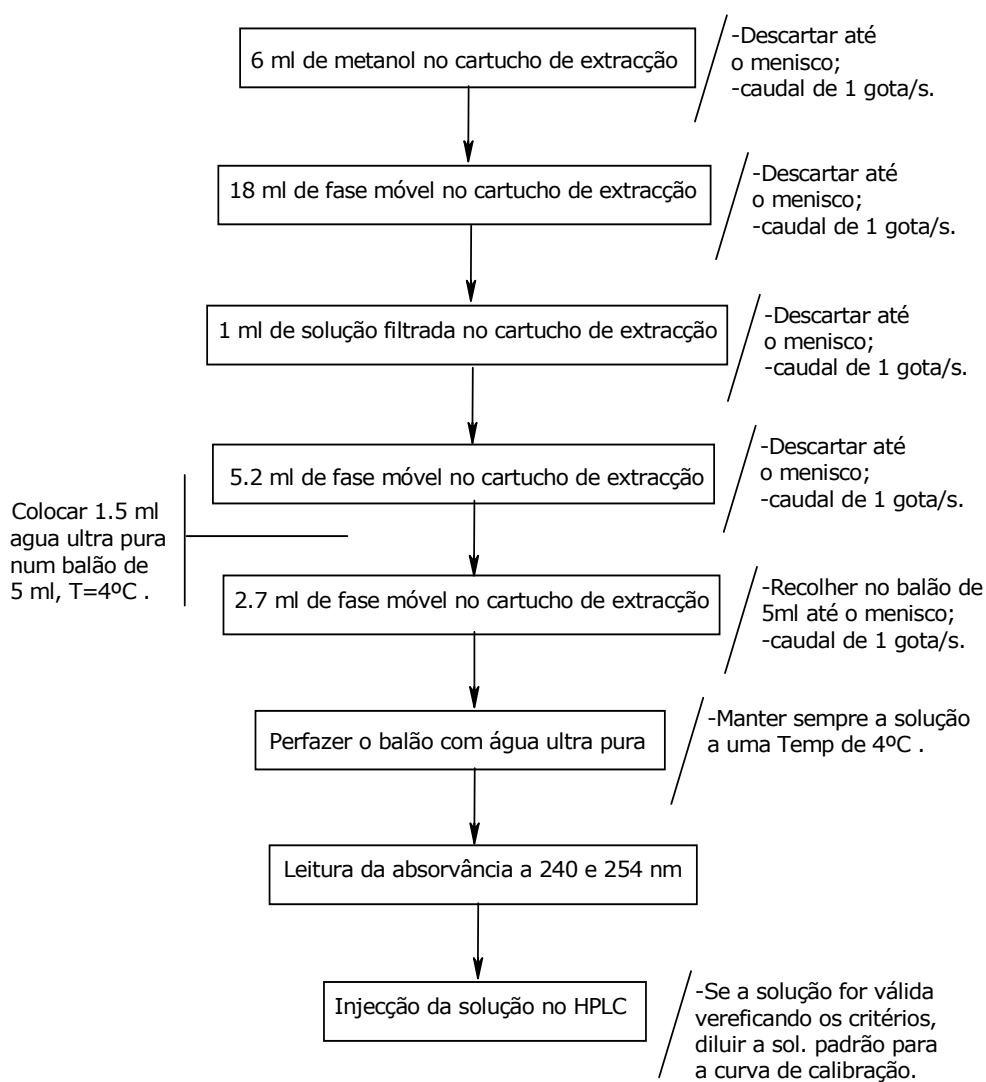 6 ml de metanol no cartucho de extracção
-Descartar até
o menisco;
-caudal de 1 gota/s.
18 ml de fase móvel no cartucho de extracção
-Descartar até
o menisco;
-caudal de 1 gota/s.
1 ml de solução filtrada no cartucho de extracção
-Descartar até
o menisco;
-caudal de 1 gota/s.
5.2 ml de fase móvel no cartucho de extracção
-Descartar até
o menisco;
-caudal de 1 gota/s.
Colocar 1.5 ml
agua ultra pura
num balão de
5 ml, T=4ºC .
2.7 ml de fase móvel no cartucho de extracção
-Recolher no balão de
5ml até o menisco;
-caudal de 1 gota/s.
Perfazer o balão com água ultra pura
-Manter sempre a solução
a uma Temp de 4ºC .
Leitura da absorvância a 240 e 254 nm
Injecção da solução no HPLC
-Se a solução for válida
vereficando os critérios,
diluir a sol. padrão para
a curva de calibração.